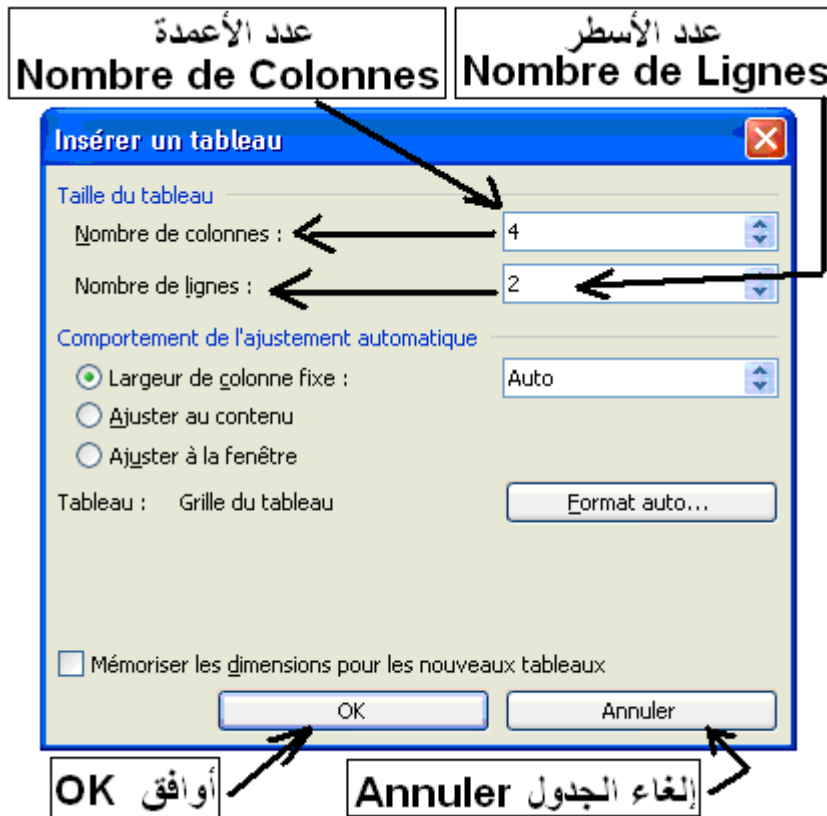 عدد الأعمدة
Nombre de Colonnes
عدد الأسطر
Nombre de Lignes
Insérer un tableau
Taille du tableau
Nombre de colonnes : 4
Nombre de lignes : 2
Comportement de l'ajustement automatique
Largeur de colonne fixe : Auto
Ajuster au contenu
Ajuster à la fenêtre
Tableau : Grille du tableau Format auto...
Mémoriser les dimensions pour les nouveaux tableaux
OK Annuler
أوافق OK
إلغاء الجدول Annuler